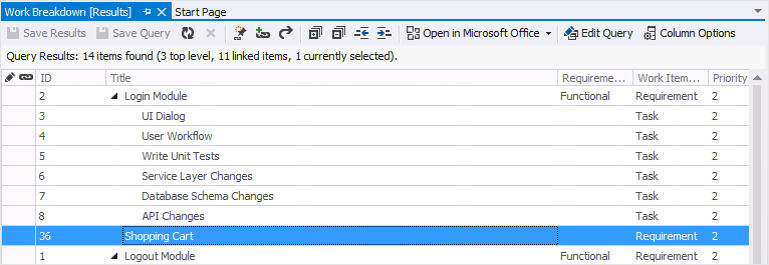 Work Breakdown [Results] Start Page
Save Results Save Query Open in Microsoft Office Edit Query Column Options
Query Results: 14 items found (3 top level, 11 linked items, 1 currently selected).
ID Title Requireme... Work Item... Priority
2 Login Module Functional Requirement 2
3 UI Dialog Task 2
4 User Workflow Task 2
5 Write Unit Tests Task 2
6 Service Layer Changes Task 2
7 Database Schema Changes Task 2
8 API Changes Task 2
36 Shopping Cart Requirement 2
1 Logout Module Functional Requirement 2